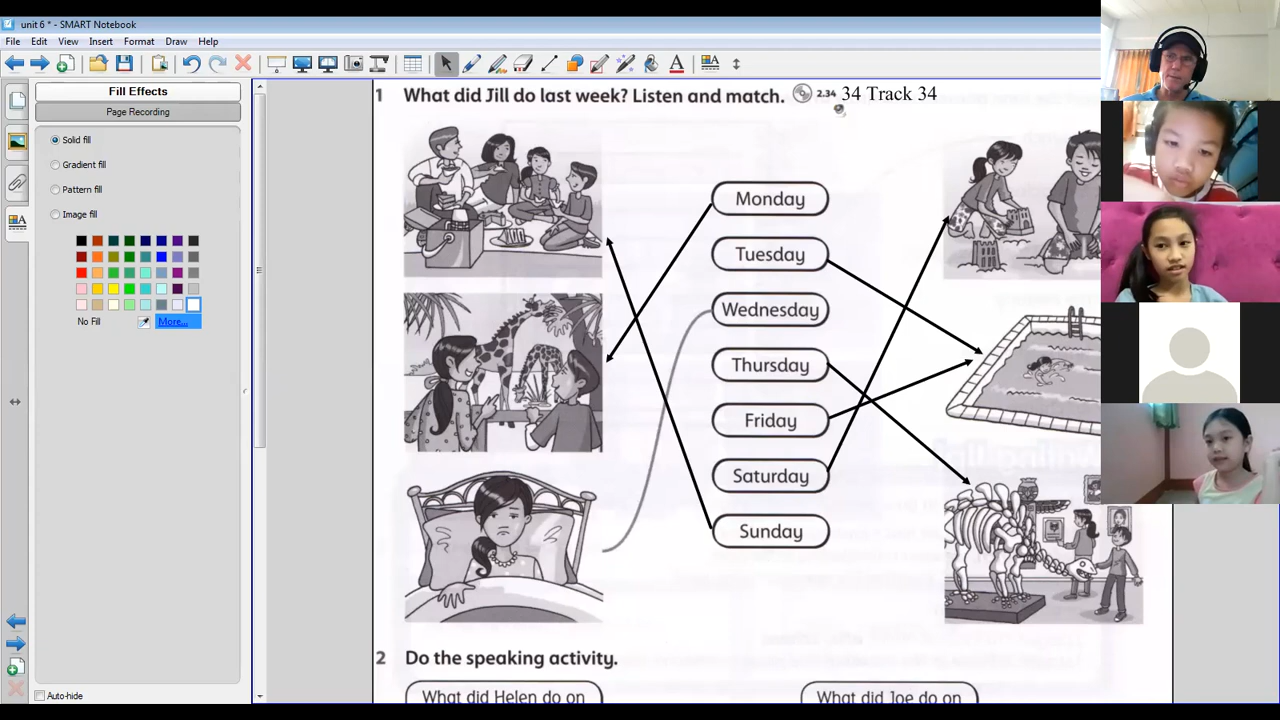 unit 6 * - SMART Notebook
File Edit View Insert Format Draw Help
Fill Effects
Page Recording
Solid fill
Gradient fill
Pattern fill
Image fill
No Fill
More...
Auto-hide
1 What did Jill do last week? Listen and match. 2.34 34 Track 34
Monday
Tuesday
Wednesday
Thursday
Friday
Saturday
Sunday
2 Do the speaking activity.
What did Helen do on
What did Joe do on